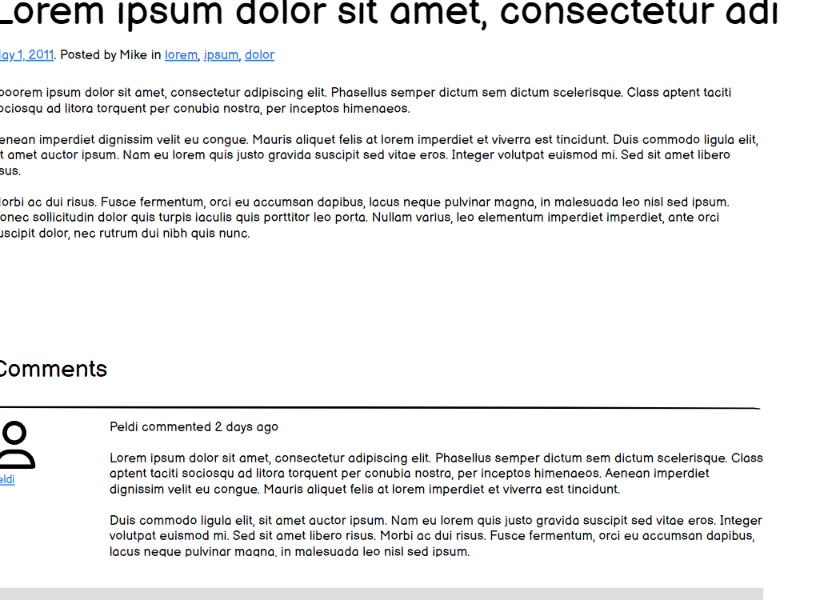 Lorem ipsum dolor sit amet, consectetur adi
May 1, 2011. Posted by Mike in lorem, ipsum, dolor
ooorem ipsum dolor sit amet, consectetur adipiscing elit. Phasellus semper dictum sem dictum scelerisque. Class aptent taciti
ociosqu ad litora torquent per conubia nostra, per inceptos himenaeos.
enean imperdiet dignissim velit eu congue. Mauris aliquet felis at lorem imperdiet et viverra est tincidunt. Duis commodo ligula elit,
t amet auctor ipsum. Nam eu lorem quis justo gravida suscipit sed vitae eros. Integer volutpat euismod mi. Sed sit amet libero
sus.
orbi ac dui risus. Fusce fermentum, orci eu accumsan dapibus, lacus neque pulvinar magna, in malesuada leo nisl sed ipsum.
onec sollicitudin dolor quis turpis iaculis quis porttitor leo porta. Nullam varius, leo elementum imperdiet imperdiet, ante orci
uscipit dolor, nec rutrum dui nibh quis nunc.
Comments
Peldi commented 2 days ago
Lorem ipsum dolor sit amet, consectetur adipiscing elit. Phasellus semper dictum sem dictum scelerisque. Class
aptent taciti sociosqu ad litora torquent per conubia nostra, per inceptos himenaeos. Aenean imperdiet
dignissim velit eu congue. Mauris aliquet felis at lorem imperdiet et viverra est tincidunt.
eldi
Duis commodo ligula elit, sit amet auctor ipsum. Nam eu lorem quis justo gravida suscipit sed vitae eros. Integer
volutpat euismod mi. Sed sit amet libero risus. Morbi ac dui risus. Fusce fermentum, orci eu accumsan dapibus,
lacus neque pulvinar magna, in malesuada leo nisl sed ipsum.